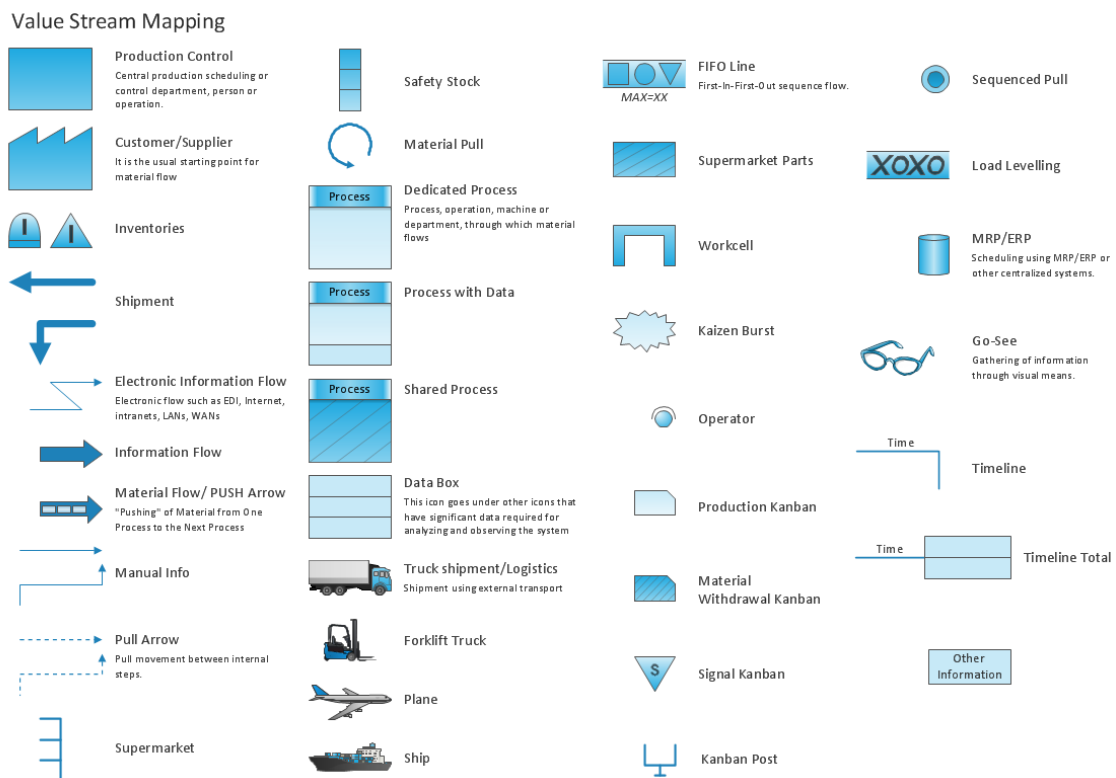 Value Stream Mapping
Production Control
Central production scheduling or
control department, person or
operation.
Customer/Supplier
It is the usual starting point for
material flow
I
I
Inventories
Shipment
Electronic Information Flow
Electronic flow such as EDI, Internet,
intranets, LANs, WANs
Information Flow
Material Flow/ PUSH Arrow
"Pushing" of Material from One
Process to the Next Process
Manual Info
Pull Arrow
Pull movement between internal
steps.
Supermarket
Safety Stock
Material Pull
Process
Dedicated Process
Process, operation, machine or
department, through which material
flows
Process
Process with Data
Process
Shared Process
Data Box
This icon goes under other icons that
have significant data required for
analyzing and observing the system
Truck shipment/Logistics
Shipment using external transport
Forklift Truck
Plane
Ship
MAX=XX
FIFO Line
First-In-First-Out sequence flow.
Supermarket Parts
Workcell
Kaizen Burst
Operator
Production Kanban
Material
Withdrawal Kanban
S
Signal Kanban
Kanban Post
Sequenced Pull
XOXO
Load Levelling
MRP/ERP
Scheduling using MRP/ERP or
other centralized systems.
Go-See
Gathering of information
through visual means.
Time
Timeline
Time
Timeline Total
Other
Information